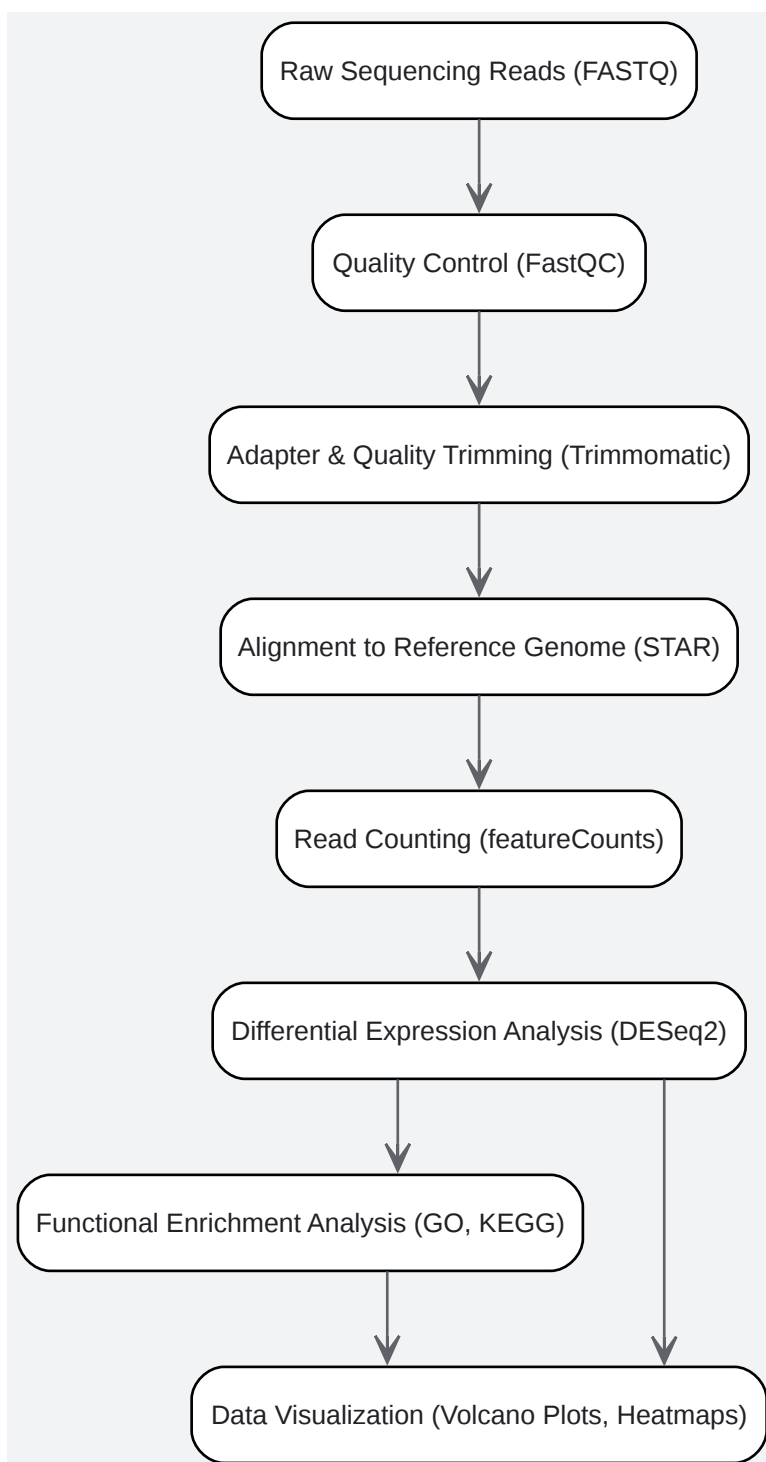 Raw Sequencing Reads (FASTQ)
Quality Control (FastQC)
Adapter & Quality Trimming (Trimmomatic)
Alignment to Reference Genome (STAR)
Read Counting (featureCounts)
Differential Expression Analysis (DESeq2)
Functional Enrichment Analysis (GO, KEGG)
Data Visualization (Volcano Plots, Heatmaps)